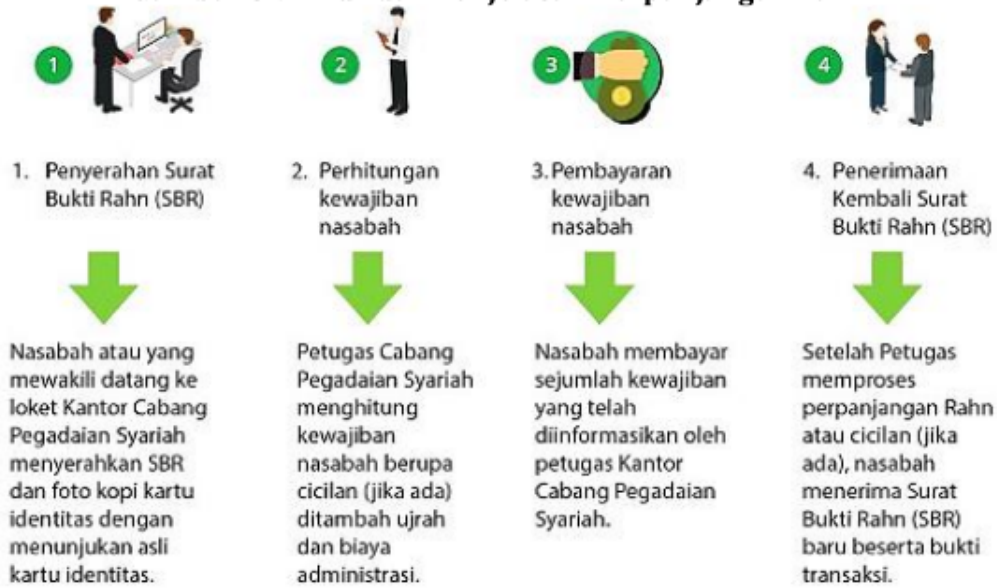 1
2
3
4
1. Penyerahan Surat
Bukti Rahn (SBR)
2. Perhitungan
kewajiban
nasabah
3. Pembayaran
kewajiban
nasabah
4. Penerimaan
Kembali Surat
Bukti Rahn (SBR)
Nasabah atau yang
mewakili datang ke
loket Kantor Cabang
Pegadaian Syariah
menyerahkan SBR
dan foto kopi kartu
identitas dengan
menunjukan asli
kartu identitas.
Petugas Cabang
Pegadaian Syariah
menghitung
kewajiban
nasabah berupa
cicilan (jika ada)
ditambah ujrah
dan biaya
administrasi.
Nasabah membayar
sejumlah kewajiban
yang telah
diinformasikan oleh
petugas Kantor
Cabang Pegadaian
Syariah.
Setelah Petugas
memproses
perpanjangan Rahn
atau cicilan (jika
ada), nasabah
menerima Surat
Bukti Rahn (SBR)
baru beserta bukti
transaksi.